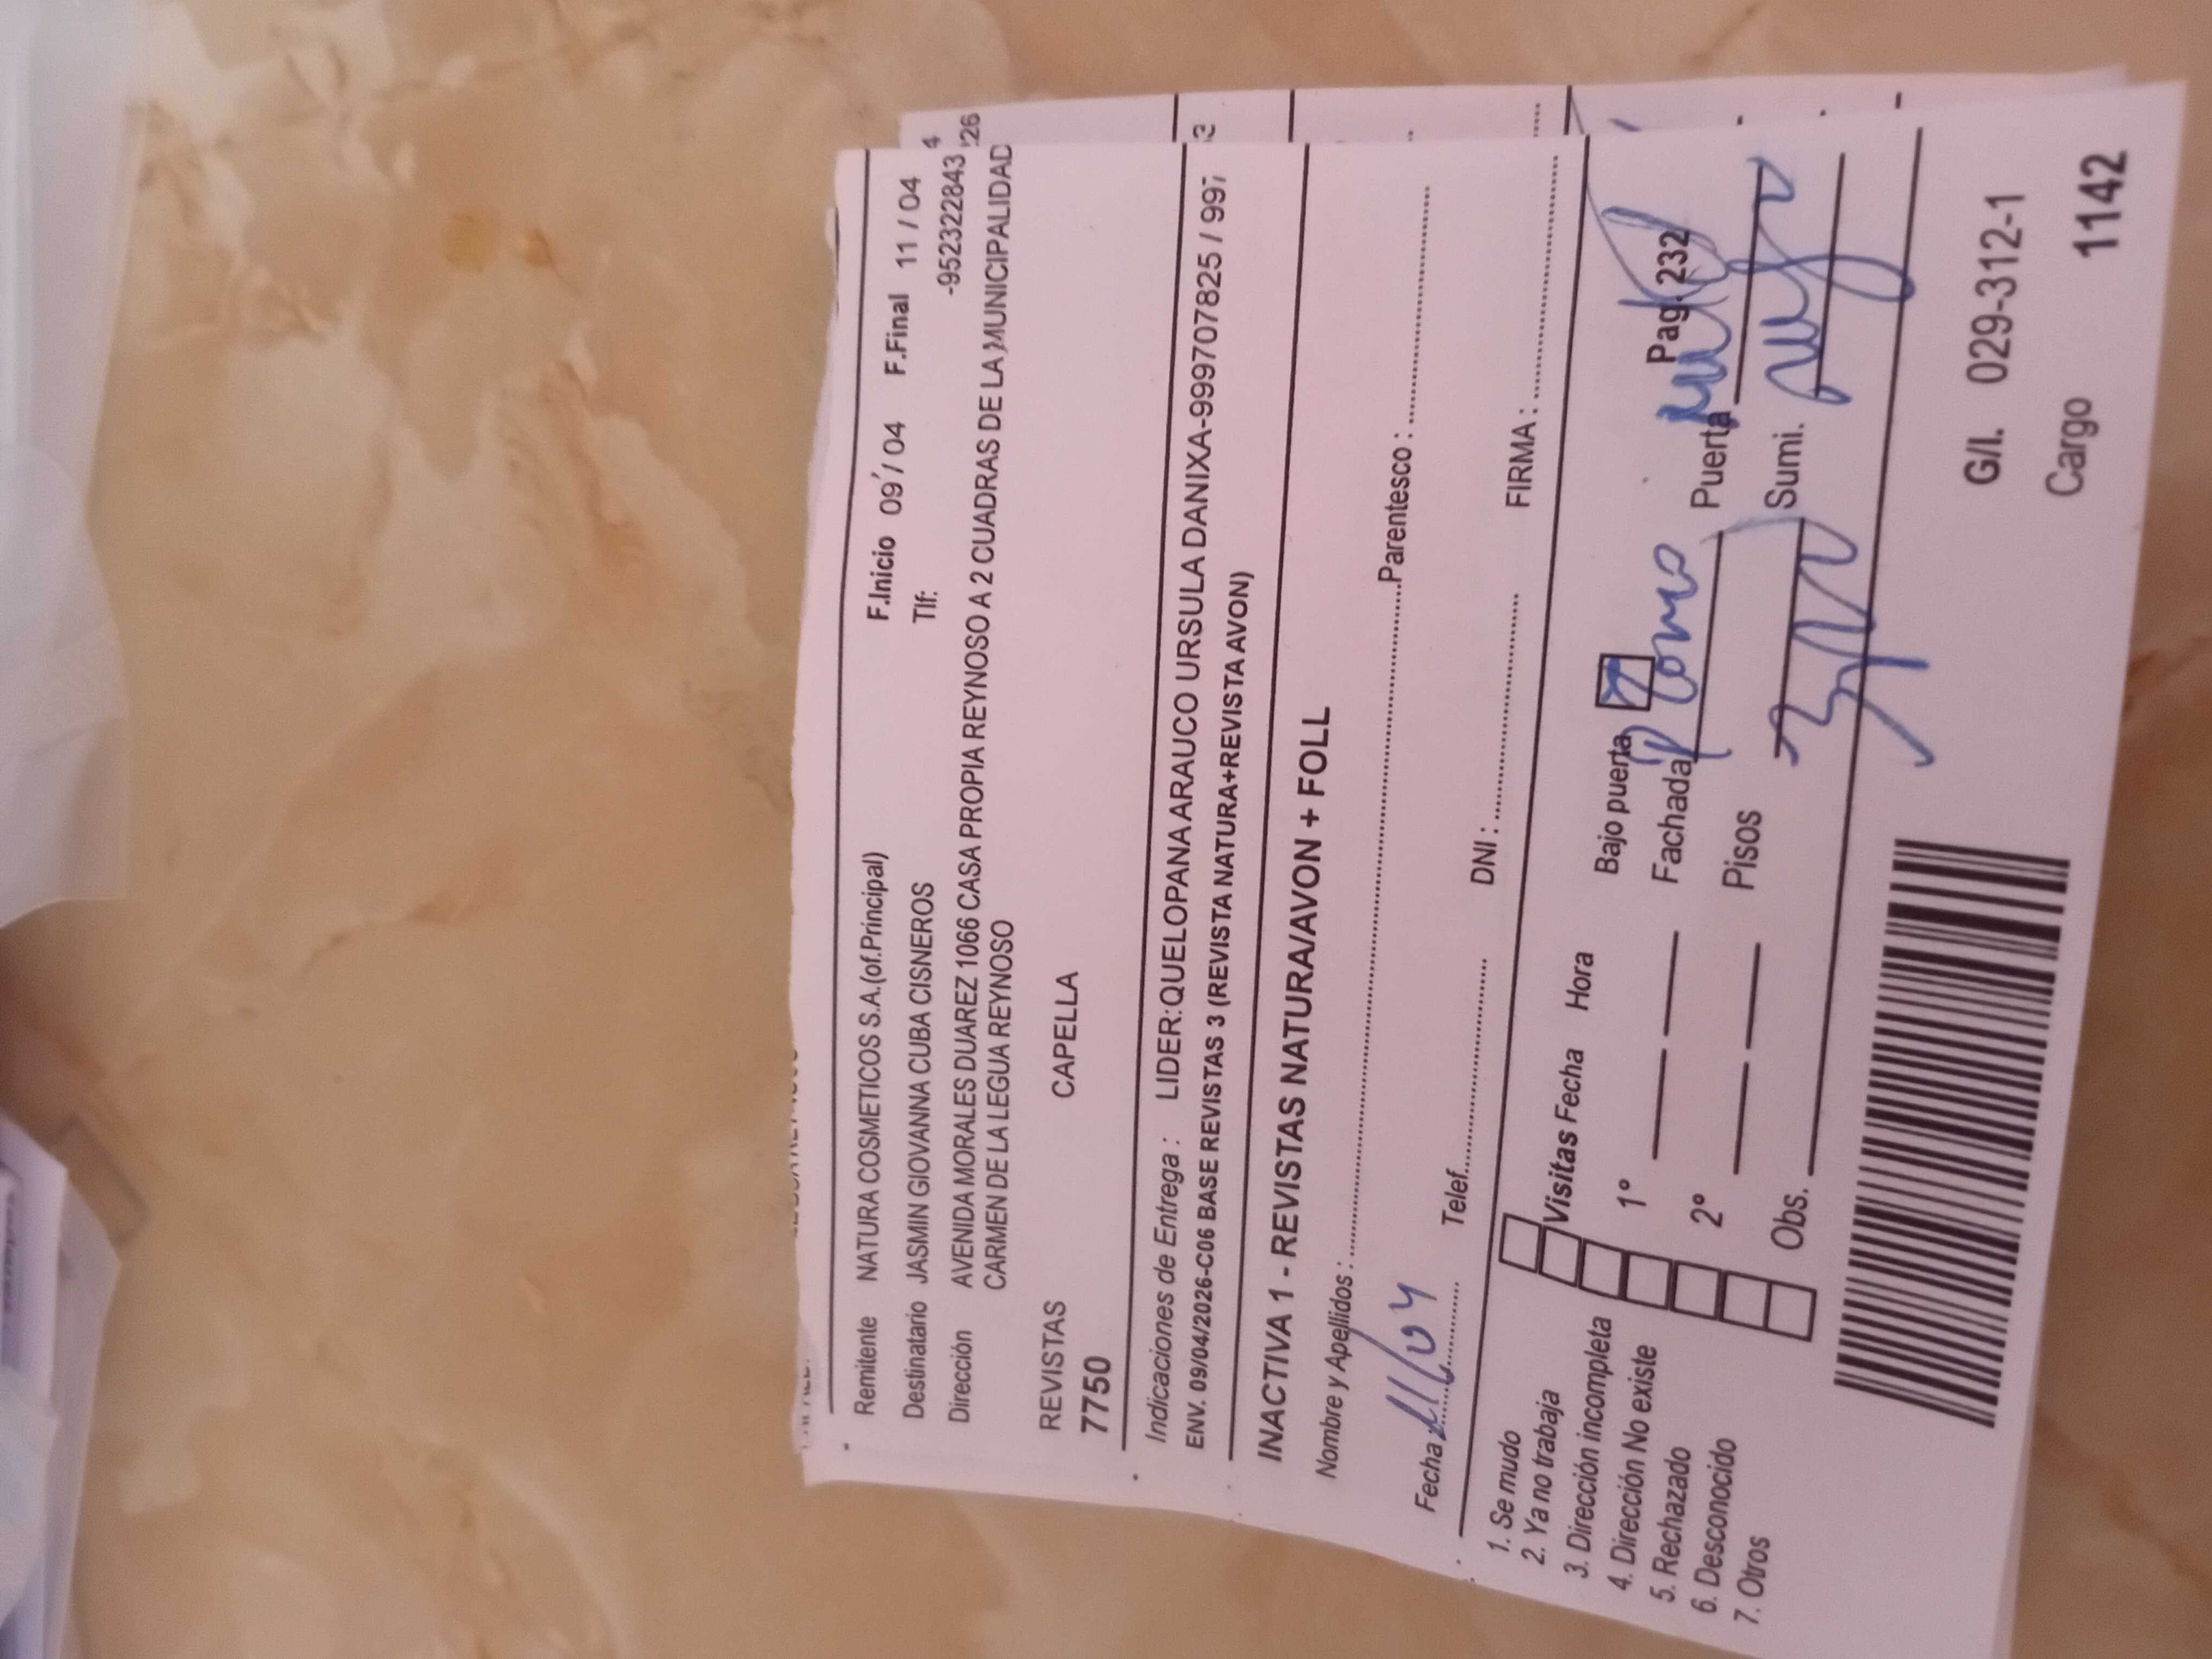 Remitente NATURA COSMETICOS S.A.(of.Principal) F.Inicio 09/04 F.Final 11/04
Destinatario JASMIN GIOVANNA CUBA CISNEROS Tlf: -952322843
Dirección AVENIDA MORALES DUAREZ 1066 CASA PROPIA REYNOSO A 2 CUADRAS DE LA MUNICIPALIDAD
CARMEN DE LA LEGUA REYNOSO
REVISTAS CAPELLA
7750
Indicaciones de Entrega : LIDER:QUELOPANA ARAUCO URSULA DANIXA-999707825 / 997
ENV. 09/04/2026-C06 BASE REVISTAS 3 (REVISTA NATURA+REVISTA AVON)
INACTIVA 1 - REVISTAS NATURA/AVON + FOLL
Nombre y Apellidos : Parentesco :
Fecha 11/04 Telef. DNI : FIRMA :
1. Se mudo
2. Ya no trabaja
3. Dirección incompleta
4. Dirección No existe
5. Rechazado
6. Desconocido
7. Otros
Visitas Fecha Hora Bajo puerta
1° Fachada Plomo Puerta Pag. 232
2° Pisos 3P Sumi. negro
Obs.
G/I. 029-312-1
Cargo 1142
4
26
3